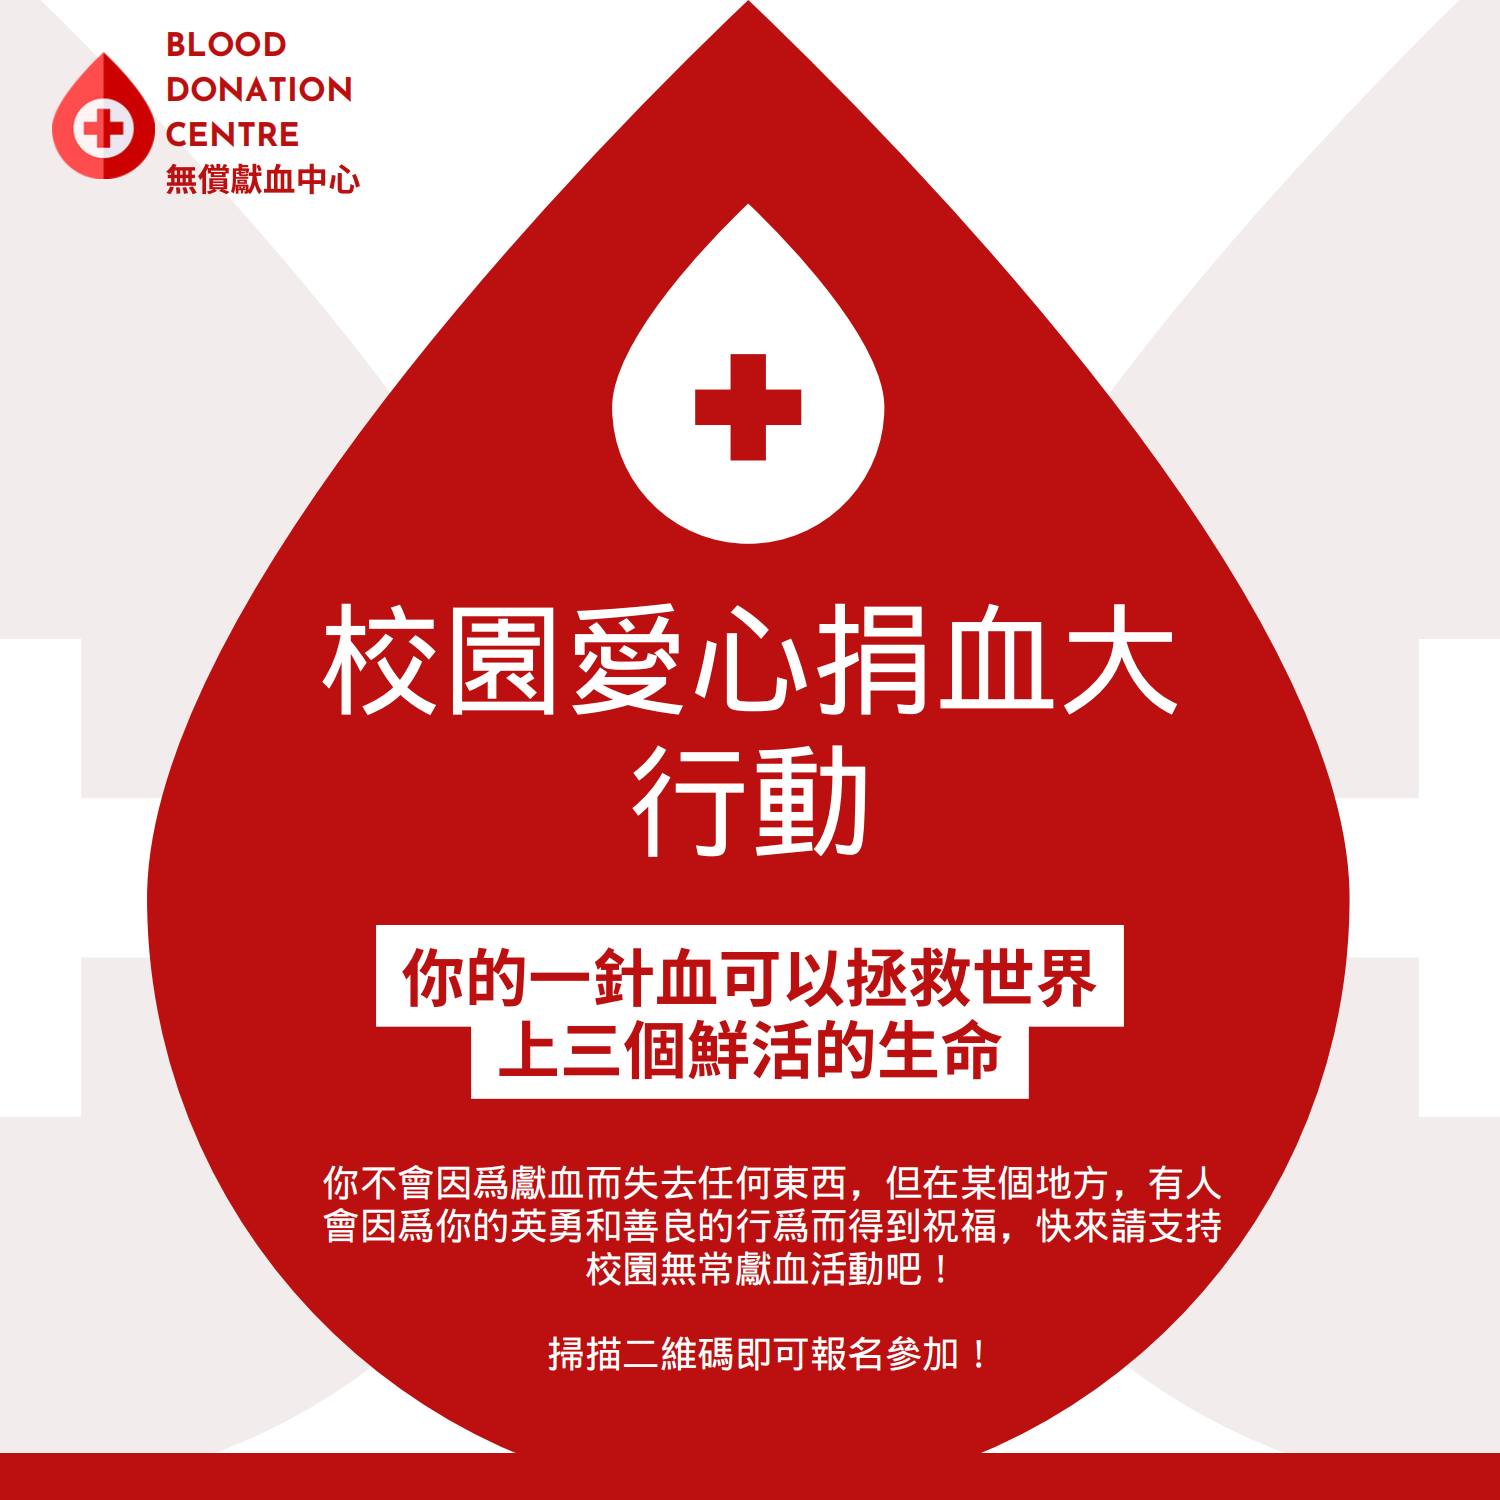 BLOOD
DONATION
CENTRE
無償獻血中心
校園愛心捐血大
行動
你的一針血可以拯救世界
上三個鮮活的生命
你不會因爲獻血而失去任何東西，但在某個地方，有人
會因爲你的英勇和善良的行爲而得到祝福，快來請支持
校園無常獻血活動吧！
掃描二維碼即可報名參加！